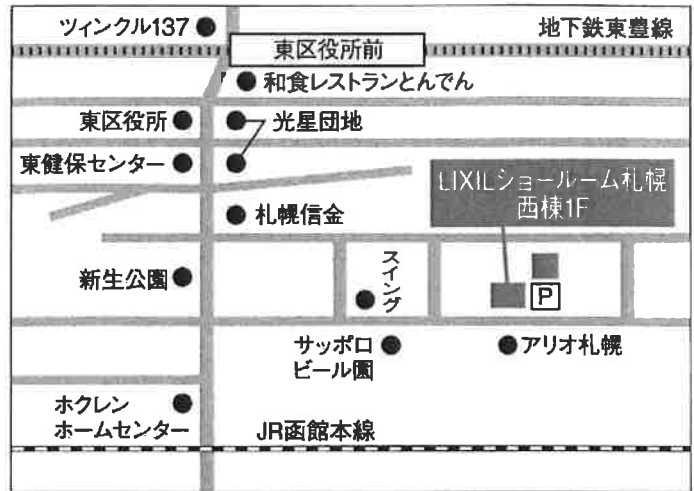 ツィンクル137
地下鉄東豊線
東区役所前
和食レストランとんでん
東区役所
光星団地
東健保センター
LIXILショールーム札幌
西棟1F
札幌信金
スイング
新生公園
P
サッポロ
ビール園
アリオ札幌
ホクレン
ホームセンター
JR函館本線